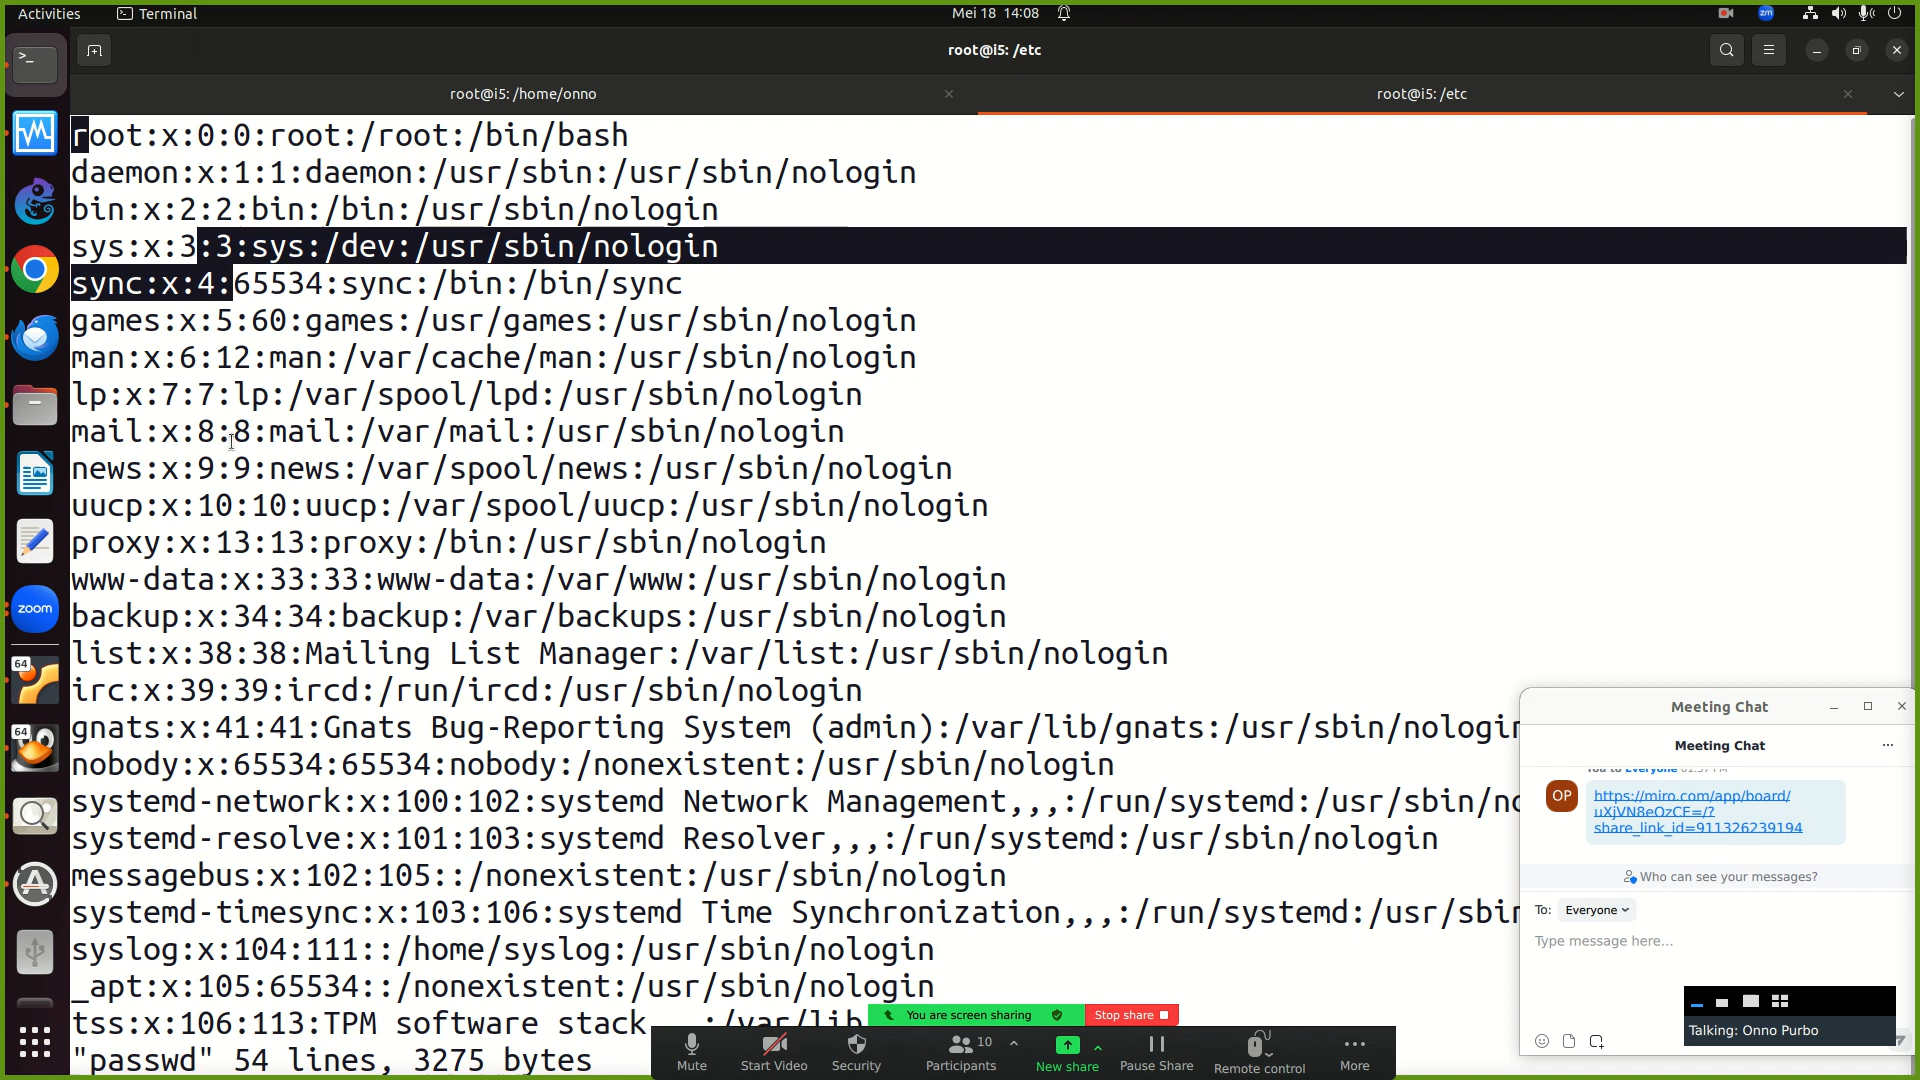 Activities
Terminal
Mei 18 14:08
zm
root@i5: /etc
root@i5: /home/onno
root@i5: /etc
root:x:0:0:root:/root:/bin/bash
daemon:x:1:1:daemon:/usr/sbin:/usr/sbin/nologin
bin:x:2:2:bin:/bin:/usr/sbin/nologin
sys:x:3:3:sys:/dev:/usr/sbin/nologin
sync:x:4:65534:sync:/bin:/bin/sync
games:x:5:60:games:/usr/games:/usr/sbin/nologin
man:x:6:12:man:/var/cache/man:/usr/sbin/nologin
lp:x:7:7:lp:/var/spool/lpd:/usr/sbin/nologin
mail:x:8:8:mail:/var/mail:/usr/sbin/nologin
news:x:9:9:news:/var/spool/news:/usr/sbin/nologin
uucp:x:10:10:uucp:/var/spool/uucp:/usr/sbin/nologin
proxy:x:13:13:proxy:/bin:/usr/sbin/nologin
www-data:x:33:33:www-data:/var/www:/usr/sbin/nologin
backup:x:34:34:backup:/var/backups:/usr/sbin/nologin
list:x:38:38:Mailing List Manager:/var/list:/usr/sbin/nologin
irc:x:39:39:ircd:/run/ircd:/usr/sbin/nologin
gnats:x:41:41:Gnats Bug-Reporting System (admin):/var/lib/gnats:/usr/sbin/nologin
nobody:x:65534:65534:nobody:/nonexistent:/usr/sbin/nologin
systemd-network:x:100:102:systemd Network Management,,,:/run/systemd:/usr/sbin/no
systemd-resolve:x:101:103:systemd Resolver,,,:/run/systemd:/usr/sbin/nologin
messagebus:x:102:105::/nonexistent:/usr/sbin/nologin
systemd-timesync:x:103:106:systemd Time Synchronization,,,:/run/systemd:/usr/sbin
syslog:x:104:111::/home/syslog:/usr/sbin/nologin
_apt:x:105:65534::/nonexistent:/usr/sbin/nologin
tss:x:106:113:TPM software stack :/var/lib
"passwd" 54 lines, 3275 bytes
zoom
64
64
Meeting Chat
Meeting Chat
You to Everyone 01:57 PM
OP
https://miro.com/app/board/
uXjVN8eOzCE=/?
share_link_id=911326239194
Who can see your messages?
To: Everyone
Type message here...
Talking: Onno Purbo
You are screen sharing
Stop share
Mute
Start Video
Security
Participants
10
New share
Pause Share
Remote control
More